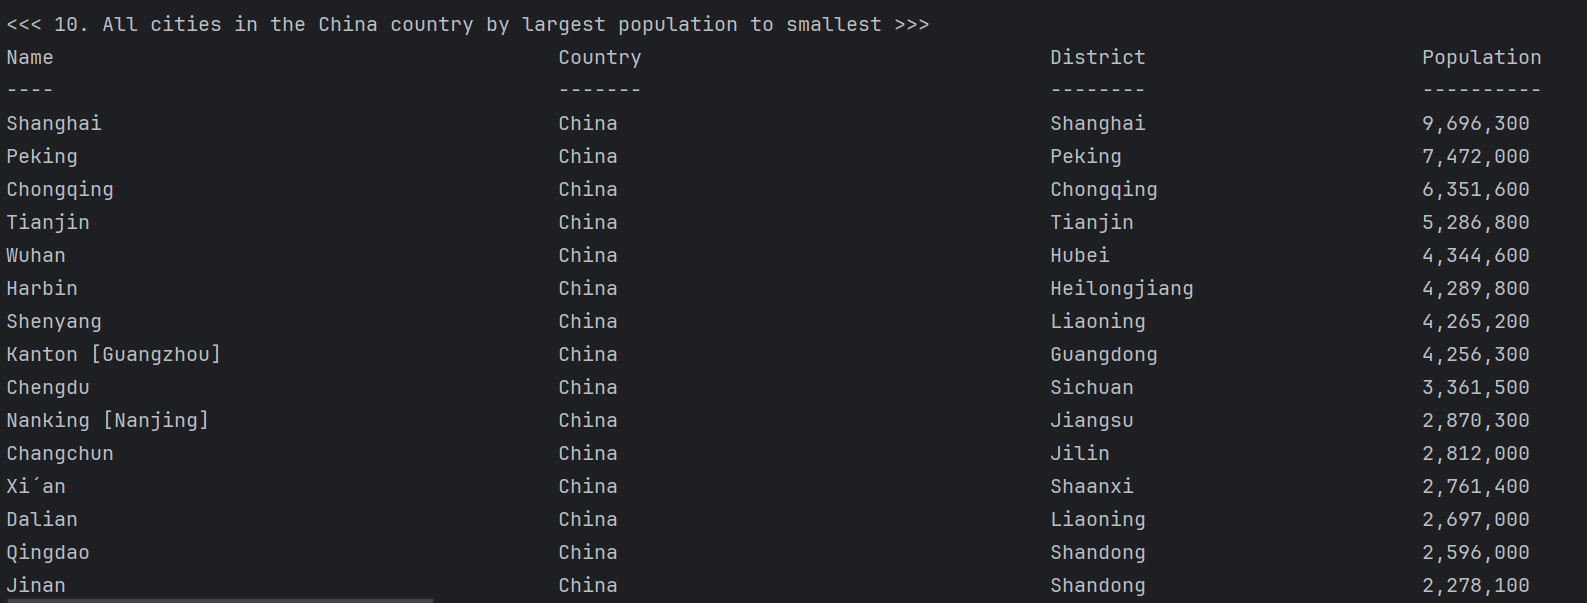 <<< 10. All cities in the China country by largest population to smallest >>>
Name Country District Population
---- ------- -------- ----------
Shanghai China Shanghai 9,696,300
Peking China Peking 7,472,000
Chongqing China Chongqing 6,351,600
Tianjin China Tianjin 5,286,800
Wuhan China Hubei 4,344,600
Harbin China Heilongjiang 4,289,800
Shenyang China Liaoning 4,265,200
Kanton [Guangzhou] China Guangdong 4,256,300
Chengdu China Sichuan 3,361,500
Nanking [Nanjing] China Jiangsu 2,870,300
Changchun China Jilin 2,812,000
Xi´an China Shaanxi 2,761,400
Dalian China Liaoning 2,697,000
Qingdao China Shandong 2,596,000
Jinan China Shandong 2,278,100